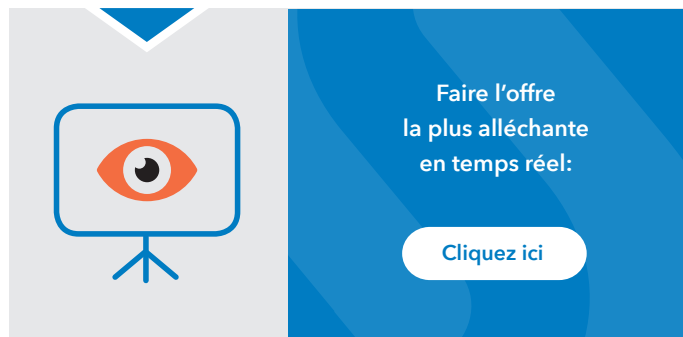 Faire l’offre
la plus alléchante
en temps réel:
Cliquez ici